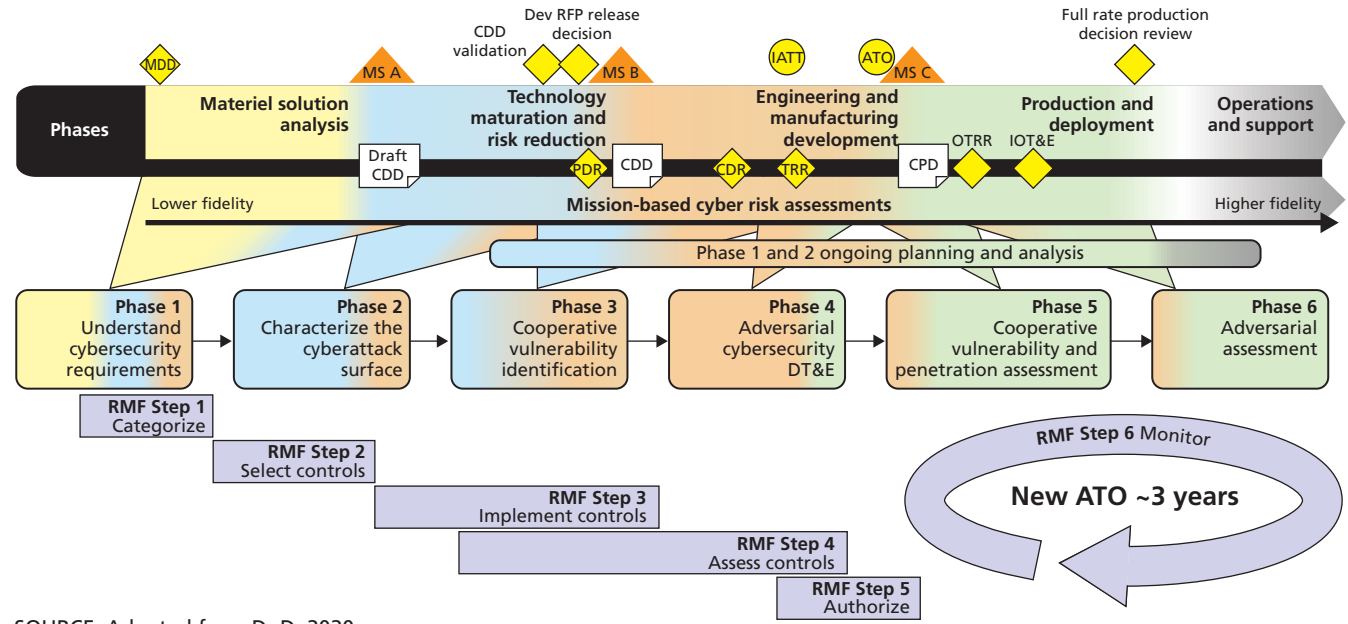 Dev RFP release
decision
CDD
validation
Full rate production
decision review
MDD
MS A
MS B
IATT
ATO
MS C
Phases
Materiel solution
analysis
Technology
maturation and
risk reduction
Engineering and
manufacturing
development
Production and
deployment
Operations
and support
Draft
CDD
PDR
CDD
CDR
TRR
CPD
OTRR
IOT&E
Lower fidelity
Mission-based cyber risk assessments
Higher fidelity
Phase 1 and 2 ongoing planning and analysis
Phase 1
Understand
cybersecurity
requirements
Phase 2
Characterize the
cyberattack
surface
Phase 3
Cooperative
vulnerability
identification
Phase 4
Adversarial
cybersecurity
DT&E
Phase 5
Cooperative
vulnerability and
penetration assessment
Phase 6
Adversarial
assessment
RMF Step 1
Categorize
RMF Step 2
Select controls
RMF Step 3
Implement controls
RMF Step 4
Assess controls
RMF Step 5
Authorize
RMF Step 6 Monitor
New ATO ~3 years